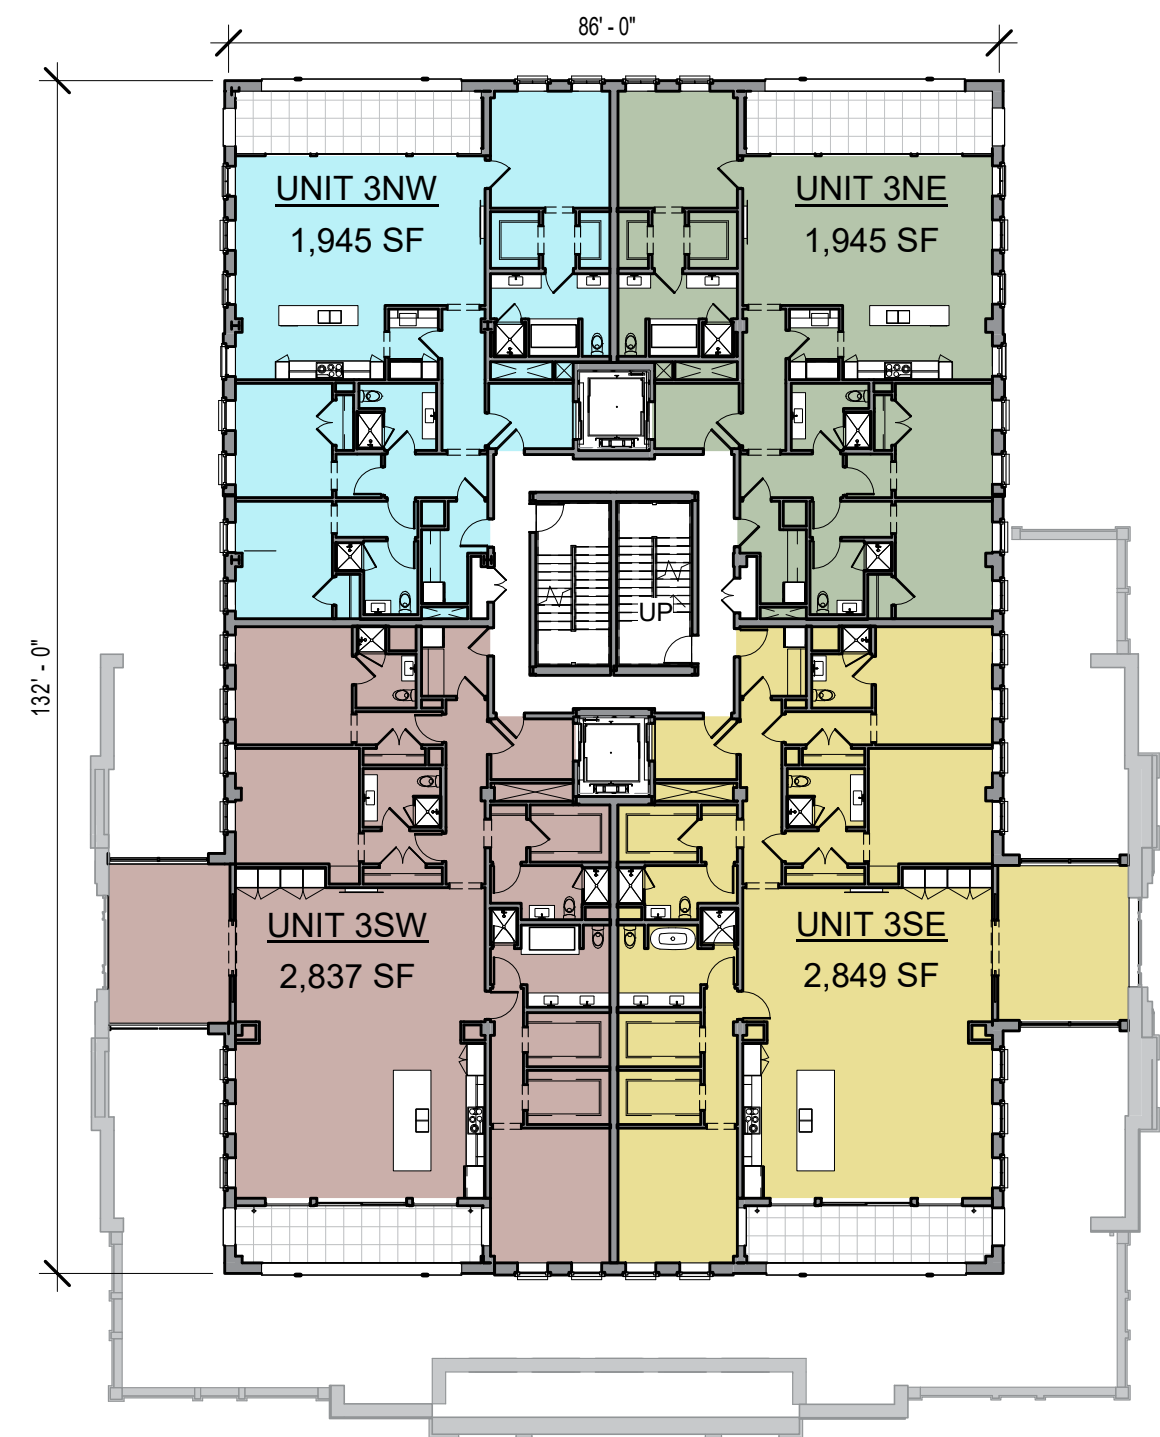 86' - 0"
UNIT 3NW
1,945 SF
UNIT 3NE
1,945 SF
UP
132' - 0"
UNIT 3SW
2,837 SF
UNIT 3SE
2,849 SF